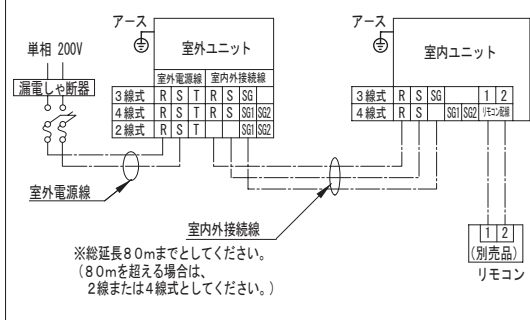 アース
単相 200V
漏電しゃ断器
室外ユニット
室外電源線 室内外接続線
3線式 R S T R S SG
4線式 R S T R S SG1 SG2
2線式 R S T SG1 SG2
アース
室内ユニット
3線式 R S SG 1 2
4線式 R S SG1 SG2 リモコン配線
室外電源線
室内外接続線
※総延長80mまでとしてください。
(80mを超える場合は、
2線または4線式としてください。)
1 2
(別売品)
リモコン